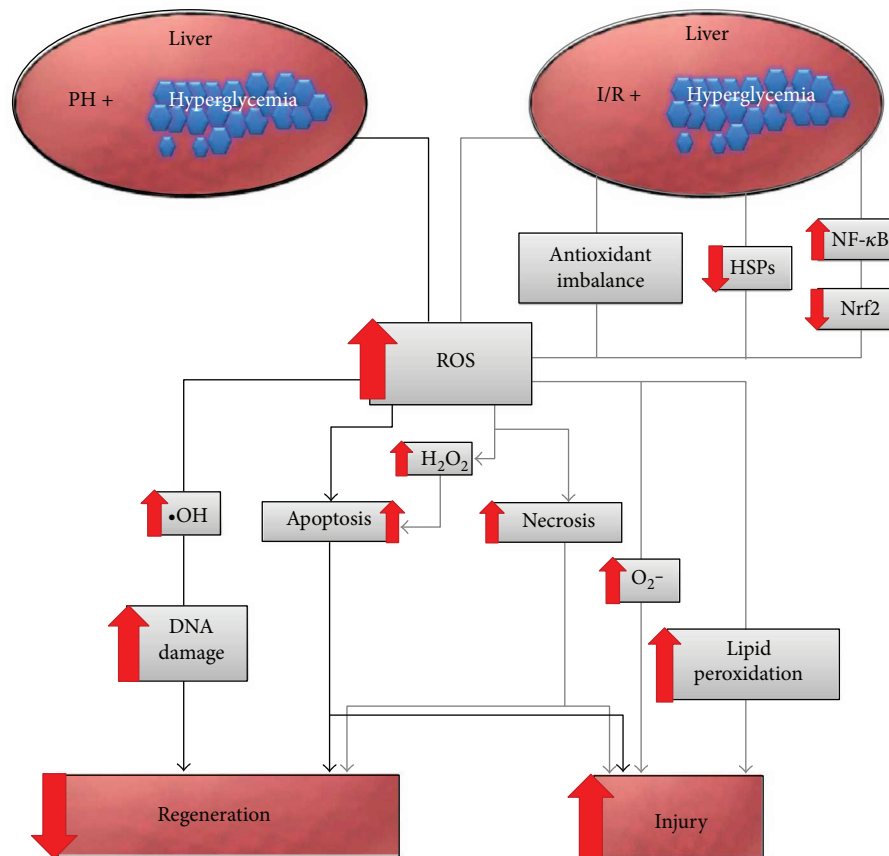 Liver
PH +
Hyperglycemia
Liver
I/R +
Hyperglycemia
Antioxidant
imbalance
HSPs
NF-κB
Nrf2
ROS
H₂O₂
•OH
Apoptosis
Necrosis
O₂⁻
DNA
damage
Lipid
peroxidation
Regeneration
Injury